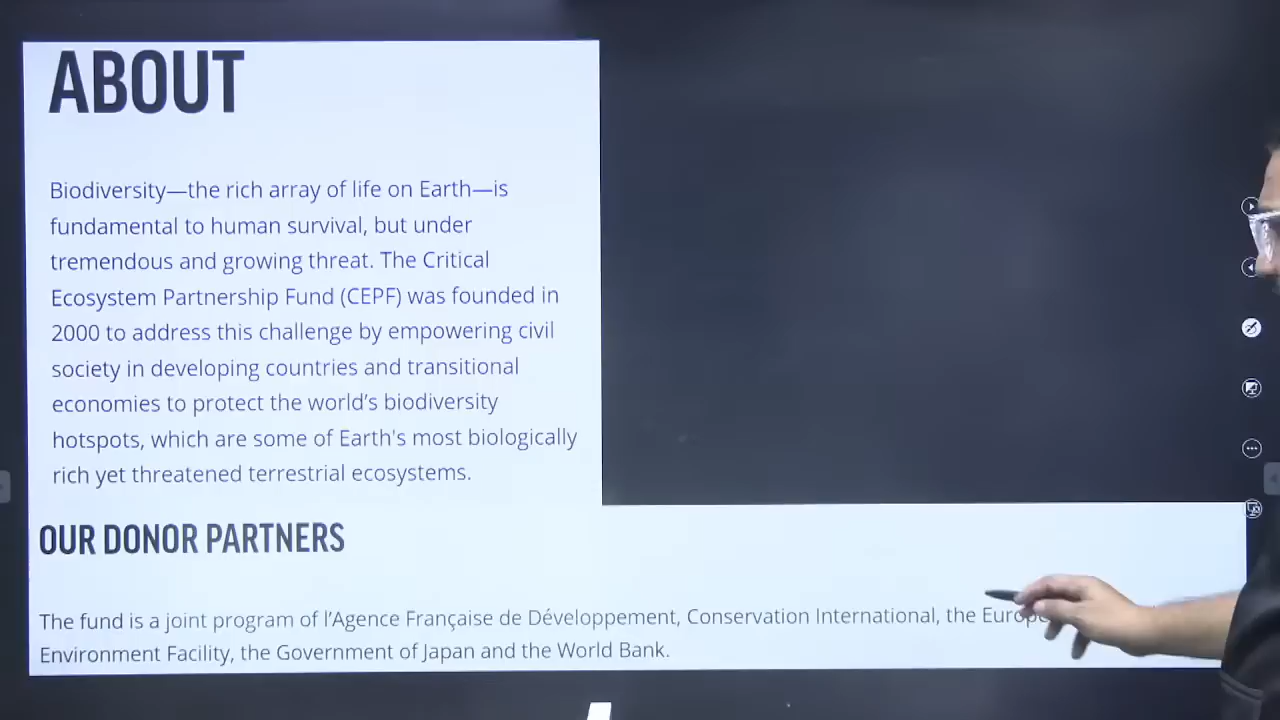 ABOUT
Biodiversity—the rich array of life on Earth—is
fundamental to human survival, but under
tremendous and growing threat. The Critical
Ecosystem Partnership Fund (CEPF) was founded in
2000 to address this challenge by empowering civil
society in developing countries and transitional
economies to protect the world’s biodiversity
hotspots, which are some of Earth's most biologically
rich yet threatened terrestrial ecosystems.
OUR DONOR PARTNERS
The fund is a joint program of l’Agence Française de Développement, Conservation International, the
Environment Facility, the Government of Japan and the World Bank.